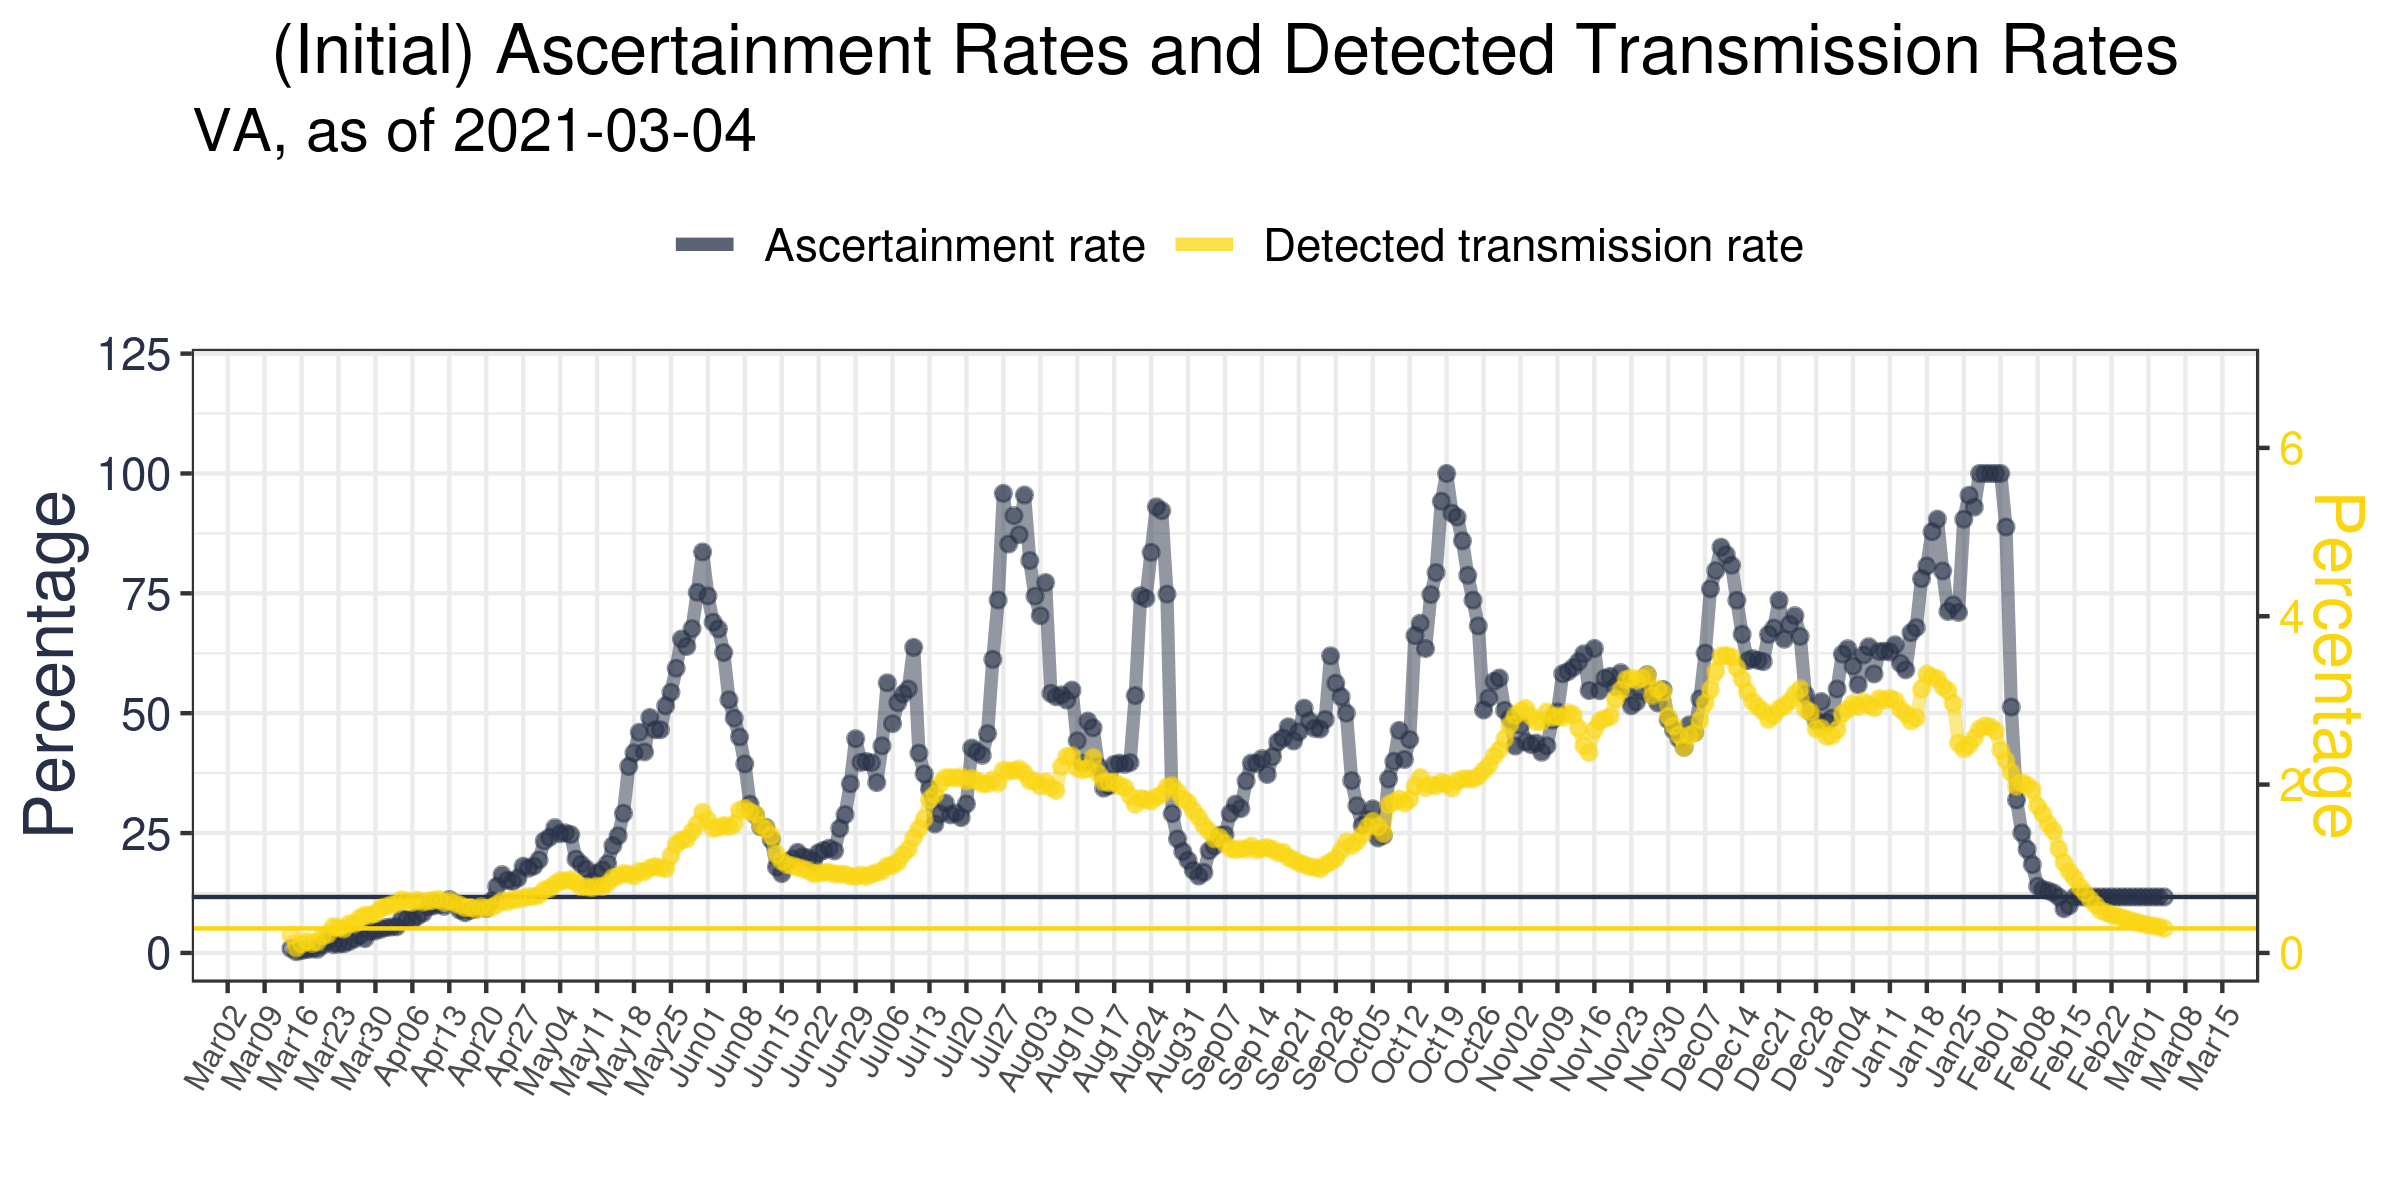 (Initial) Ascertainment Rates and Detected Transmission Rates
VA, as of 2021-03-04
Ascertainment rate
Detected transmission rate
Percentage
125
100
75
50
25
0
6
4
2
0
Percentage
Mar02
Mar09
Mar16
Mar23
Mar30
Apr06
Apr13
Apr20
Apr27
May04
May11
May18
May25
Jun01
Jun08
Jun15
Jun22
Jun29
Jul06
Jul13
Jul20
Jul27
Aug03
Aug10
Aug17
Aug24
Aug31
Sep07
Sep14
Sep21
Sep28
Oct05
Oct12
Oct19
Oct26
Nov02
Nov09
Nov16
Nov23
Nov30
Dec07
Dec14
Dec21
Dec28
Jan04
Jan11
Jan18
Jan25
Feb01
Feb08
Feb15
Feb22
Mar01
Mar08
Mar15